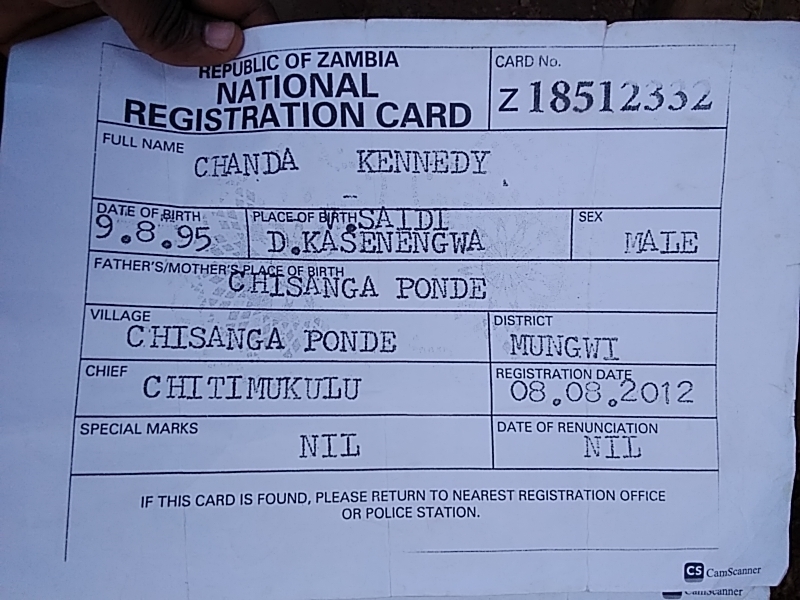 REPUBLIC OF ZAMBIA
NATIONAL
REGISTRATION CARD
CARD No.
Z 18512332
FULL NAME
CHANDA KENNEDY
DATE OF BIRTH
9.8.95
PLACE OF BIRTH
V.SAIDI
D.KASENENGWA
SEX
MALE
FATHER'S/MOTHER'S PLACE OF BIRTH
CHISANGA PONDE
VILLAGE
CHISANGA PONDE
DISTRICT
MUNGWI
CHIEF
CHITIMUKULU
REGISTRATION DATE
08.08.2012
SPECIAL MARKS
NIL
DATE OF RENUNCIATION
NIL
IF THIS CARD IS FOUND, PLEASE RETURN TO NEAREST REGISTRATION OFFICE
OR POLICE STATION.
CS CamScanner
CamScanner